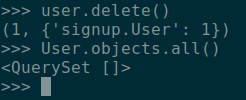 >>> user.delete()
(1, {'signup.User': 1})
>>> User.objects.all()
<QuerySet []>
>>>